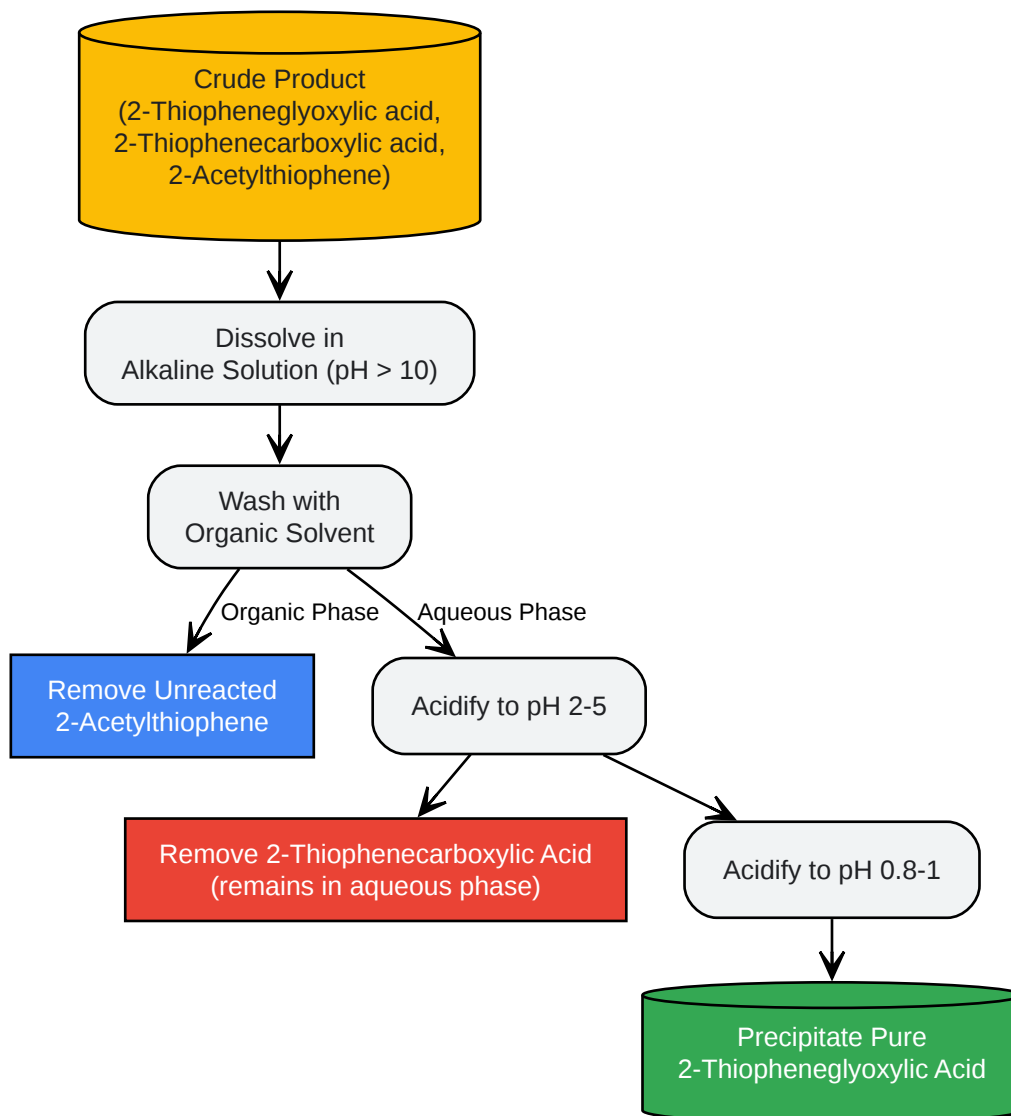 Crude Product
(2-Thiopheneglyoxylic acid,
2-Thiophenecarboxylic acid,
2-Acetylthiophene)
Dissolve in
Alkaline Solution (pH > 10)
Wash with
Organic Solvent
Organic Phase
Aqueous Phase
Remove Unreacted
2-Acetylthiophene
Acidify to pH 2-5
Remove 2-Thiophenecarboxylic Acid
(remains in aqueous phase)
Acidify to pH 0.8-1
Precipitate Pure
2-Thiopheneglyoxylic Acid